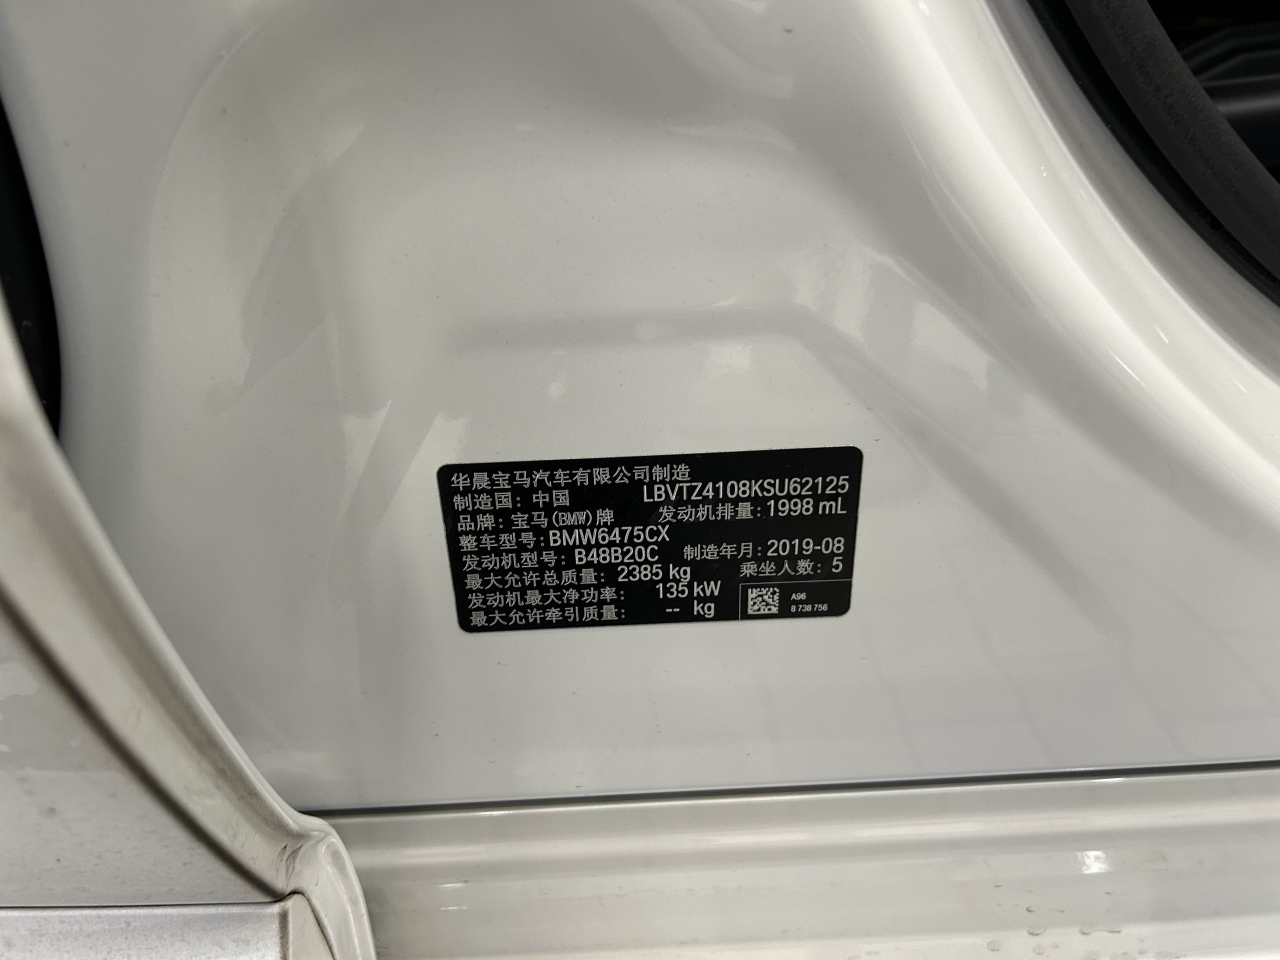 华晨宝马汽车有限公司制造
制造国: 中国 LBVTZ4108KSU62125
品牌: 宝马(BMW)牌 发动机排量: 1998 mL
整车型号: BMW6475CX
发动机型号: B48B20C 制造年月: 2019-08
最大允许总质量: 2385 kg 乘坐人数: 5
发动机最大净功率: 135 kW
最大允许牵引质量: -- kg
A96
8 738 756